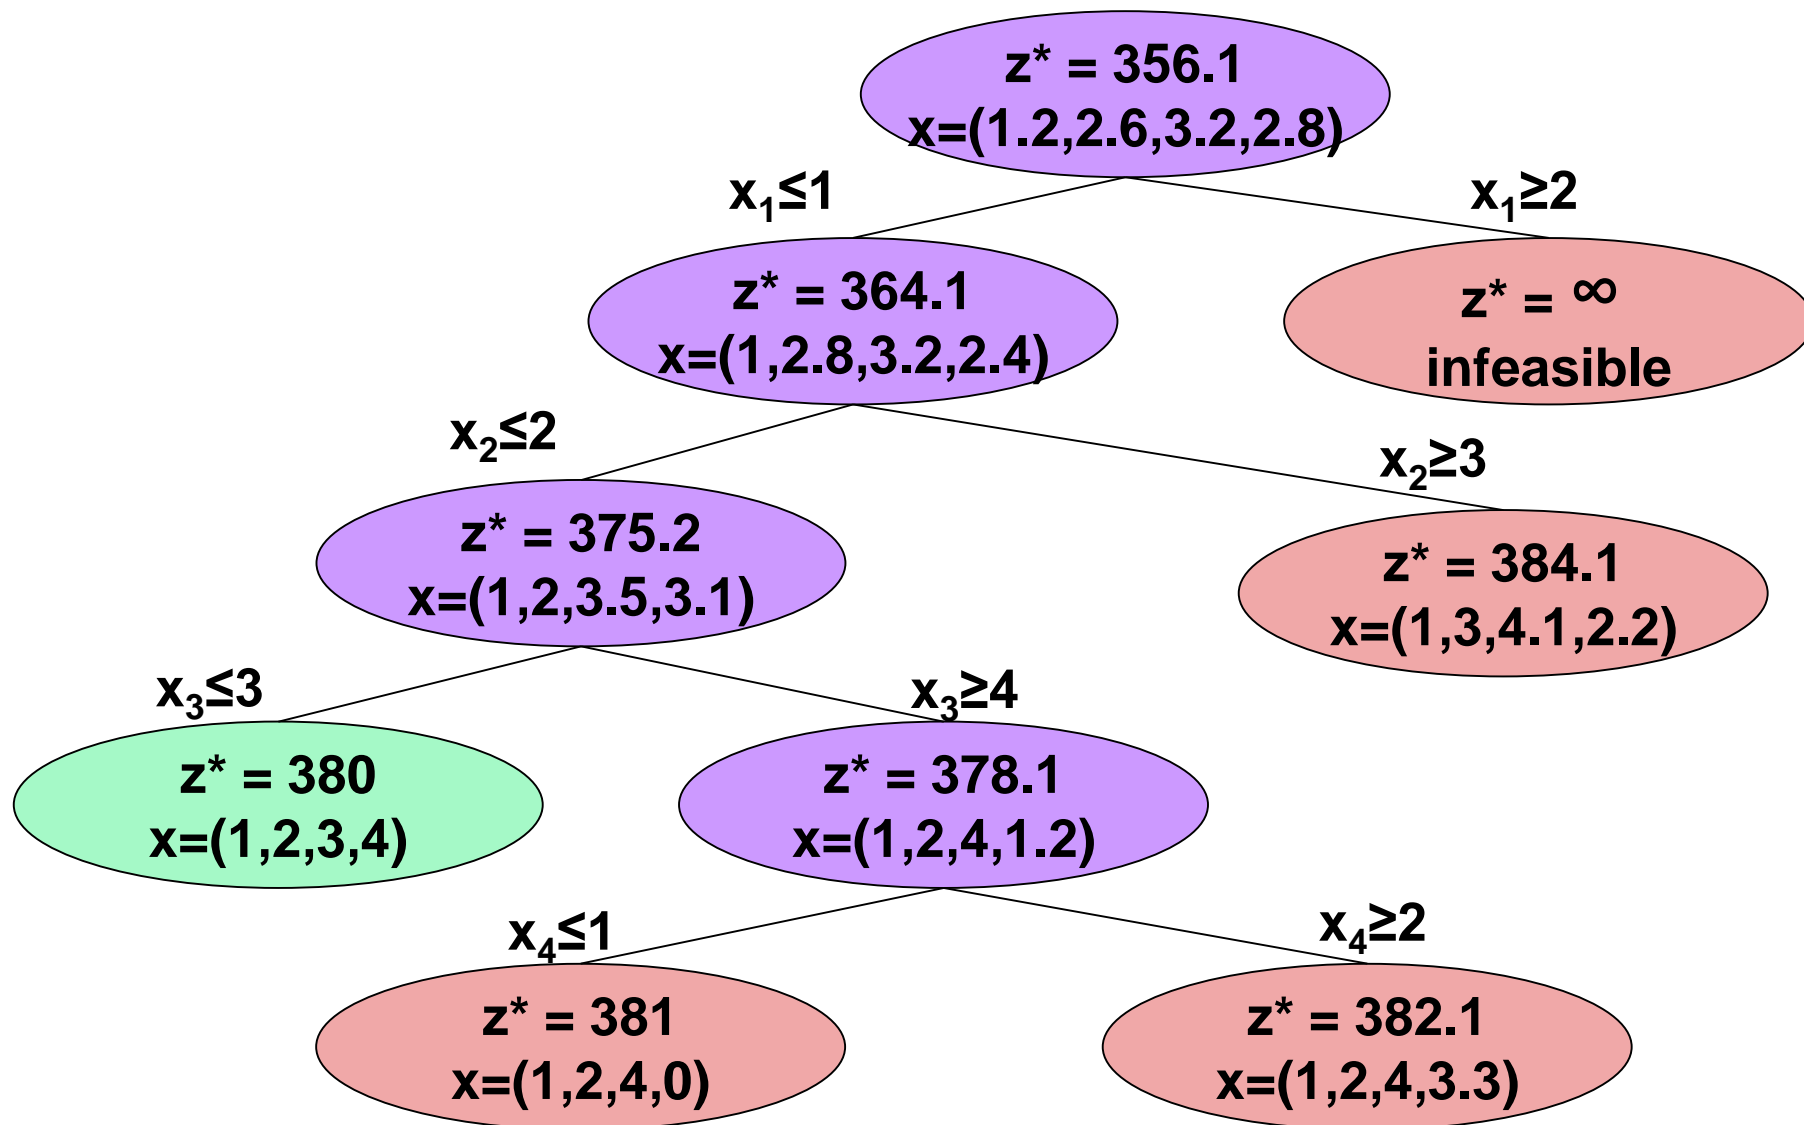 z* = 356.1
x=(1.2,2.6,3.2,2.8)
x₁≤1
x₁≥2
z* = 364.1
x=(1,2.8,3.2,2.4)
z* = ∞
infeasible
x₂≤2
x₂≥3
z* = 375.2
x=(1,2,3.5,3.1)
z* = 384.1
x=(1,3,4.1,2.2)
x₃≤3
x₃≥4
z* = 380
x=(1,2,3,4)
z* = 378.1
x=(1,2,4,1.2)
x₄≤1
x₄≥2
z* = 381
x=(1,2,4,0)
z* = 382.1
x=(1,2,4,3.3)